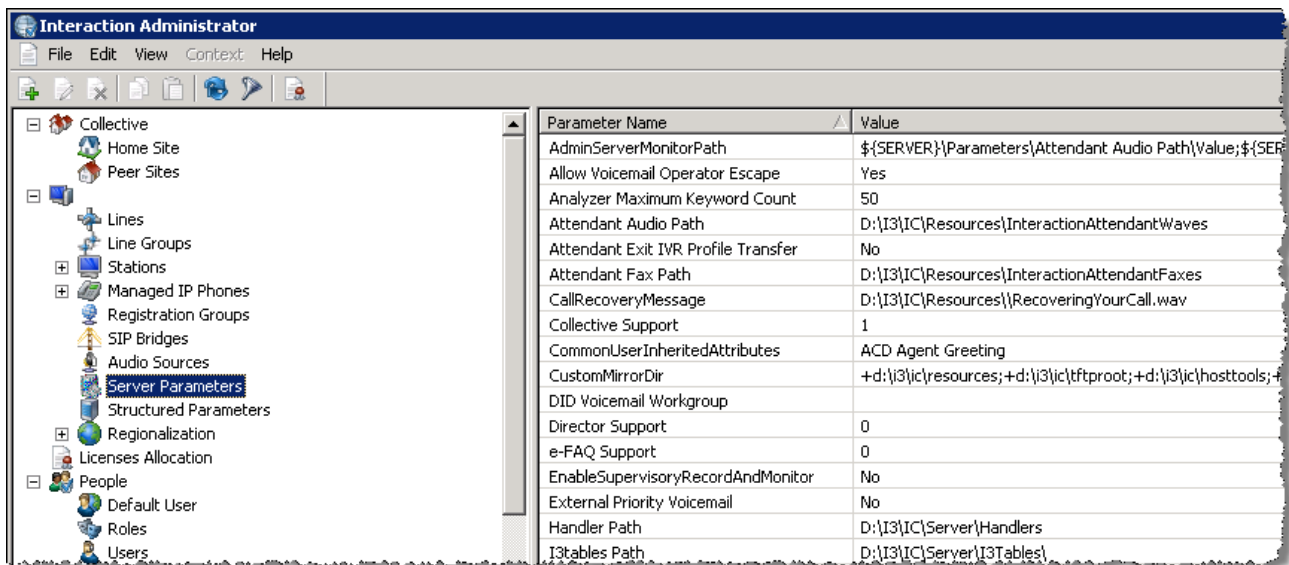 Interaction Administrator
File Edit View Context Help
Collective
Home Site
Peer Sites
Lines
Line Groups
Stations
Managed IP Phones
Registration Groups
SIP Bridges
Audio Sources
Server Parameters
Structured Parameters
Regionalization
Licenses Allocation
People
Default User
Roles
Users
Parameter Name Value
AdminServerMonitorPath ${SERVER}\Parameters\Attendant Audio Path\Value;${SER
Allow Voicemail Operator Escape Yes
Analyzer Maximum Keyword Count 50
Attendant Audio Path D:\I3\IC\Resources\InteractionAttendantWaves
Attendant Exit IVR Profile Transfer No
Attendant Fax Path D:\I3\IC\Resources\InteractionAttendantFaxes
CallRecoveryMessage D:\I3\IC\Resources\\RecoveringYourCall.wav
Collective Support 1
CommonUserInheritedAttributes ACD Agent Greeting
CustomMirrorDir +d:\i3\ic\resources;+d:\i3\ic\tftproot;+d:\i3\ic\hosttools;+
DID Voicemail Workgroup
Director Support 0
e-FAQ Support 0
EnableSupervisoryRecordAndMonitor No
External Priority Voicemail No
Handler Path D:\I3\IC\Server\Handlers
I3tables Path D:\I3\IC\Server\I3Tables\